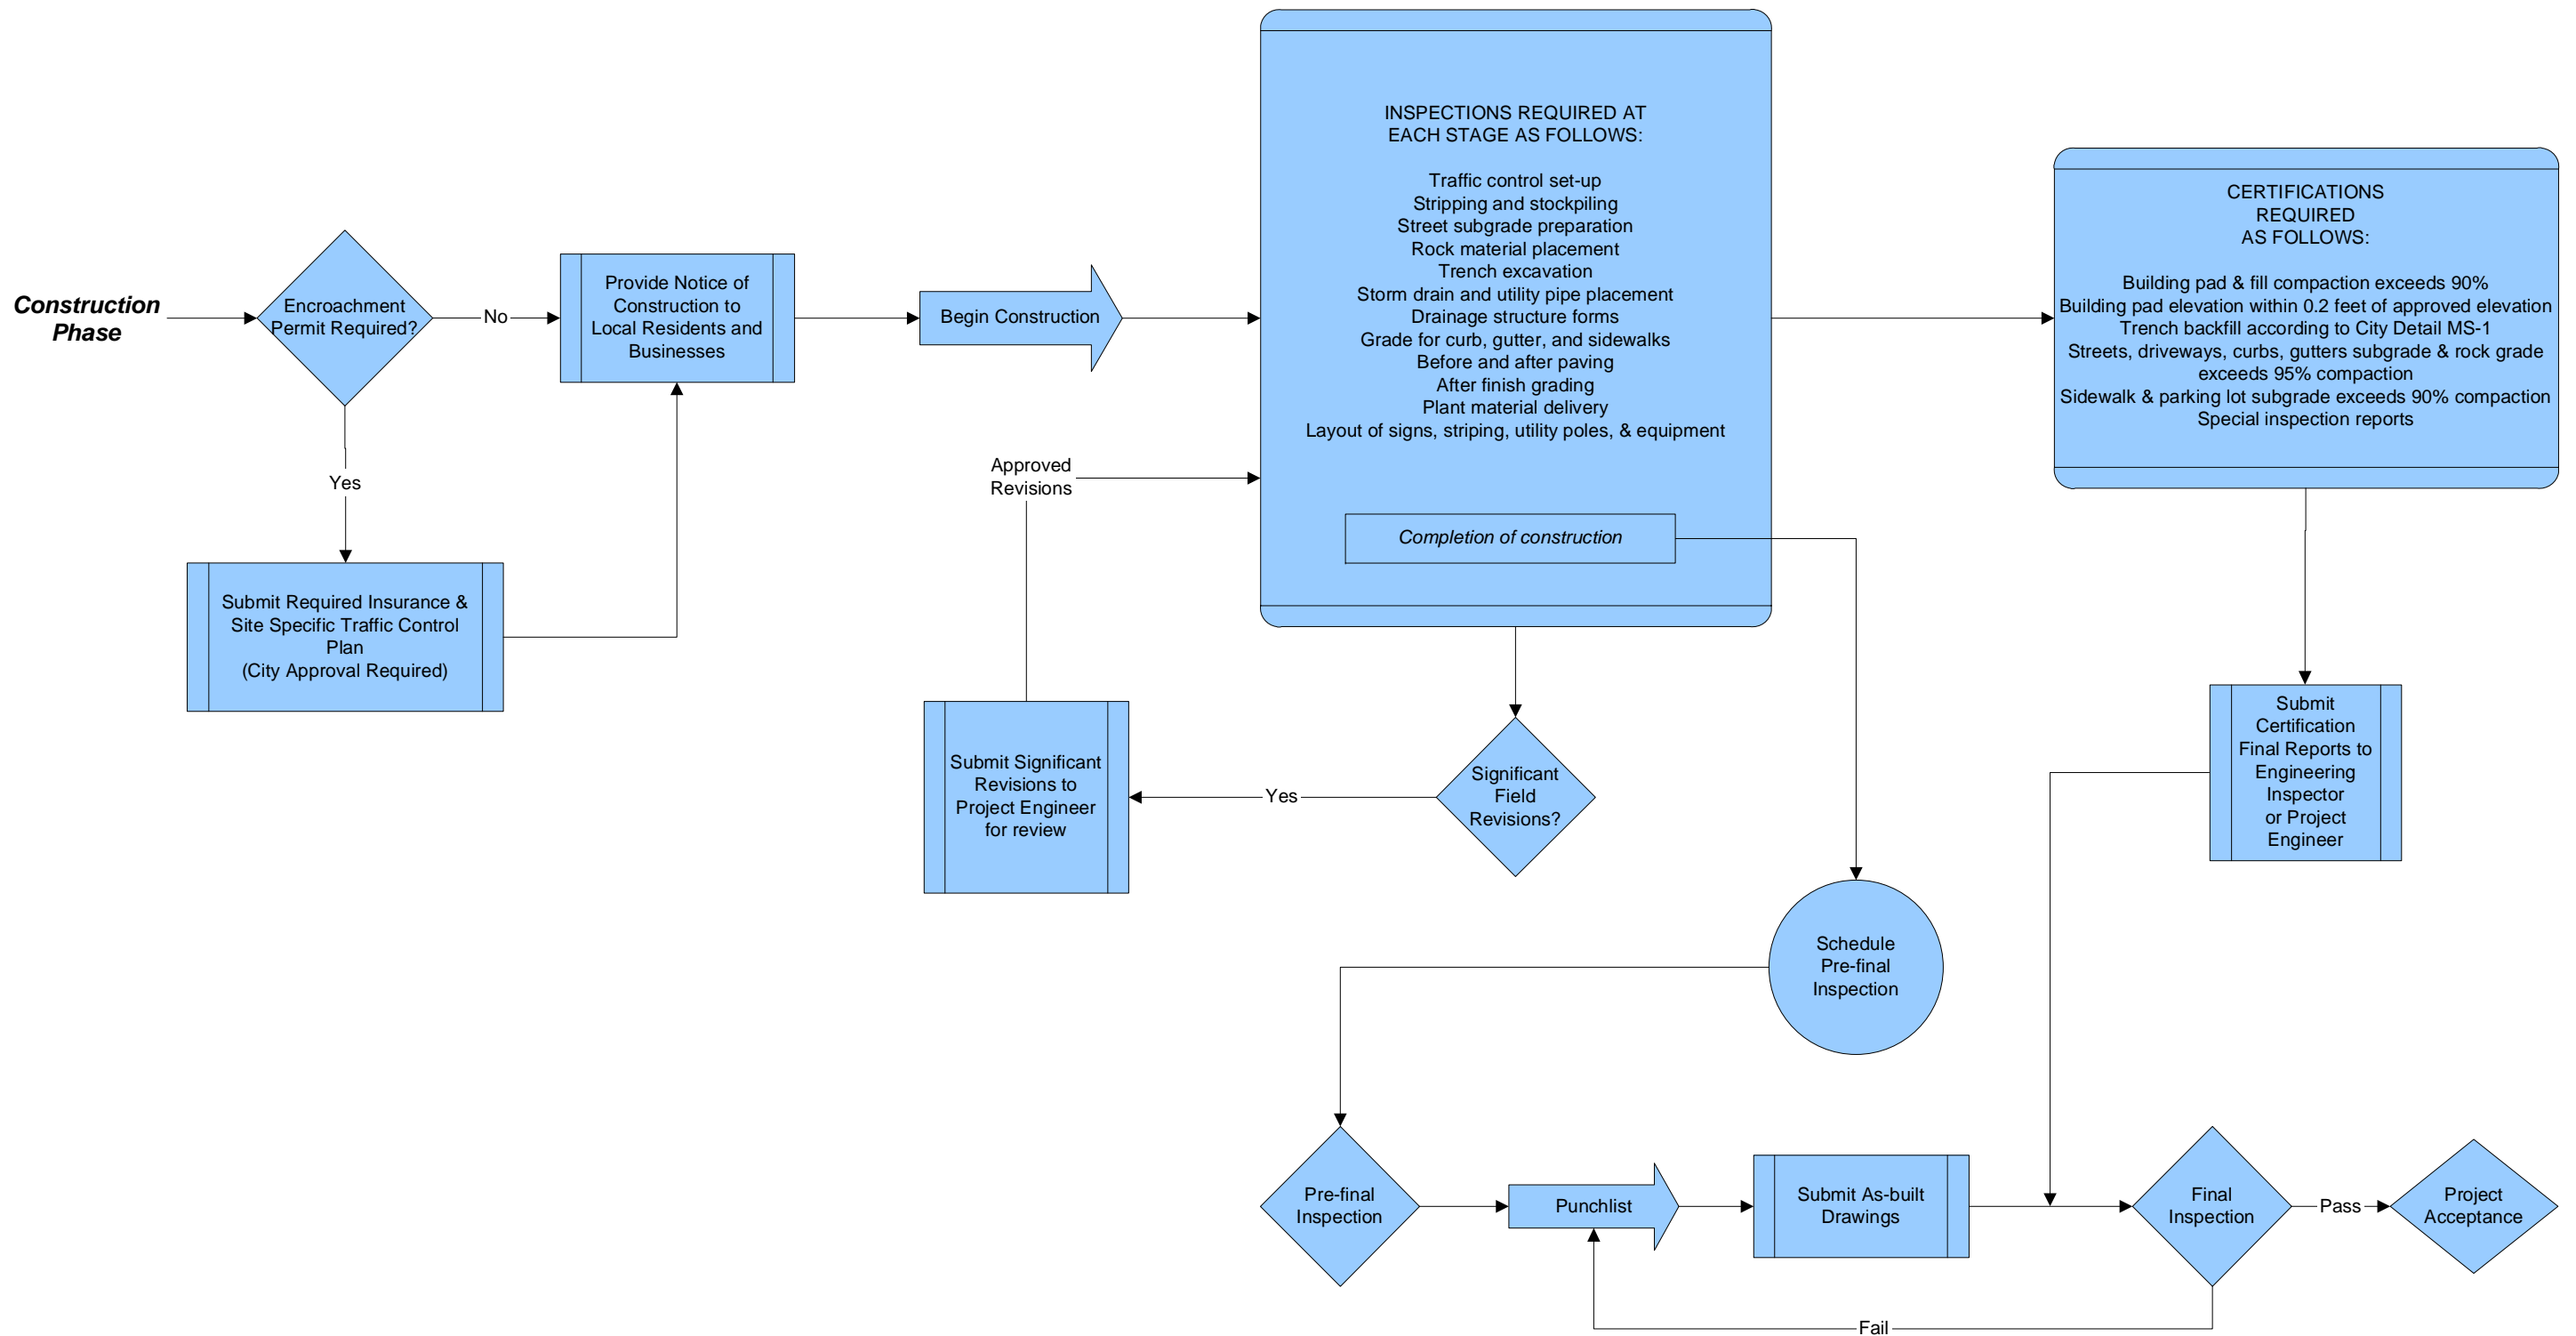 Construction
Phase
Encroachment
Permit Required?
No
Yes
Submit Required Insurance &
Site Specific Traffic Control
Plan
(City Approval Required)
Provide Notice of
Construction to
Local Residents and
Businesses
Begin Construction
INSPECTIONS REQUIRED AT
EACH STAGE AS FOLLOWS:
Traffic control set-up
Stripping and stockpiling
Street subgrade preparation
Rock material placement
Trench excavation
Storm drain and utility pipe placement
Drainage structure forms
Grade for curb, gutter, and sidewalks
Before and after paving
After finish grading
Plant material delivery
Layout of signs, striping, utility poles, & equipment
Completion of construction
Approved
Revisions
Submit Significant
Revisions to
Project Engineer
for review
Yes
Significant
Field
Revisions?
CERTIFICATIONS
REQUIRED
AS FOLLOWS:
Building pad & fill compaction exceeds 90%
Building pad elevation within 0.2 feet of approved elevation
Trench backfill according to City Detail MS-1
Streets, driveways, curbs, gutters subgrade & rock grade
exceeds 95% compaction
Sidewalk & parking lot subgrade exceeds 90% compaction
Special inspection reports
Submit
Certification
Final Reports to
Engineering
Inspector
or Project
Engineer
Schedule
Pre-final
Inspection
Pre-final
Inspection
Punchlist
Submit As-built
Drawings
Final
Inspection
Pass
Project
Acceptance
Fail